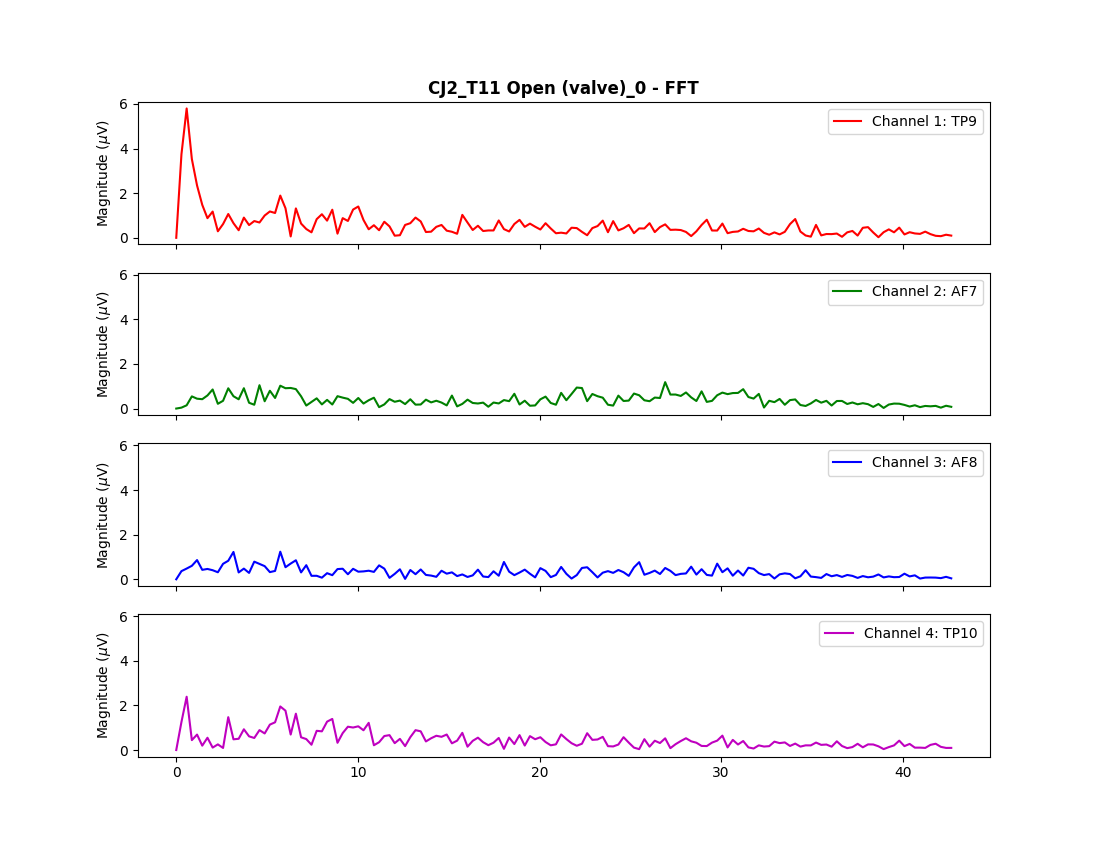 CJ2_T11 Open (valve)_0 - FFT
6
4
2
0
Magnitude (μV)
Channel 1: TP9
6
4
2
0
Magnitude (μV)
Channel 2: AF7
6
4
2
0
Magnitude (μV)
Channel 3: AF8
6
4
2
0
Magnitude (μV)
Channel 4: TP10
0 10 20 30 40